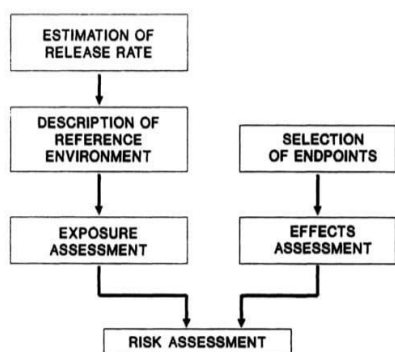 ESTIMATION OF
RELEASE RATE
DESCRIPTION OF
REFERENCE
ENVIRONMENT
SELECTION
OF ENDPOINTS
EXPOSURE
ASSESSMENT
EFFECTS
ASSESSMENT
RISK ASSESSMENT